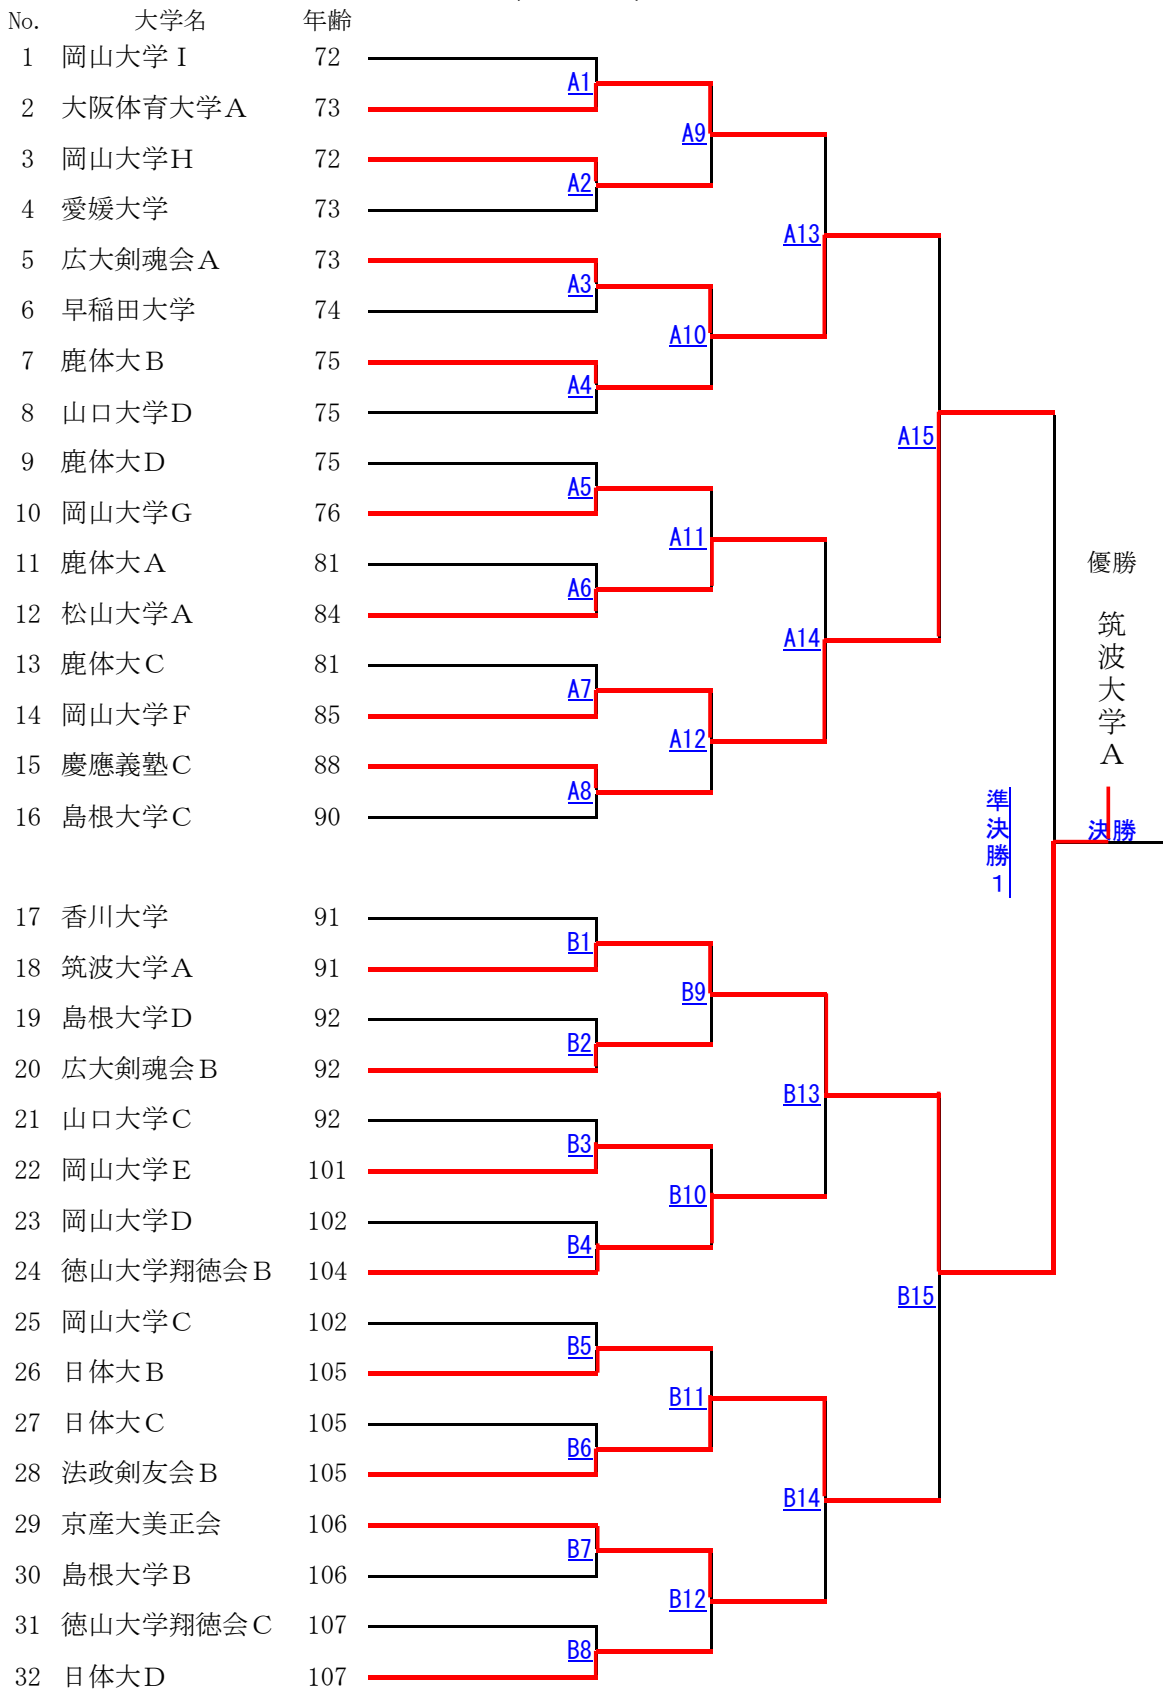 No. 大学名 年齢
1 岡山大学Ｉ 72
2 大阪体育大学Ａ 73
3 岡山大学Ｈ 72
4 愛媛大学 73
5 広大剣魂会Ａ 73
6 早稲田大学 74
7 鹿体大Ｂ 75
8 山口大学Ｄ 75
9 鹿体大Ｄ 75
10 岡山大学Ｇ 76
11 鹿体大Ａ 81
12 松山大学Ａ 84
13 鹿体大Ｃ 81
14 岡山大学Ｆ 85
15 慶應義塾Ｃ 88
16 島根大学Ｃ 90
17 香川大学 91
18 筑波大学Ａ 91
19 島根大学Ｄ 92
20 広大剣魂会Ｂ 92
21 山口大学Ｃ 92
22 岡山大学Ｅ 101
23 岡山大学Ｄ 102
24 徳山大学翔徳会Ｂ 104
25 岡山大学Ｃ 102
26 日体大Ｂ 105
27 日体大Ｃ 105
28 法政剣友会Ｂ 105
29 京産大美正会 106
30 島根大学Ｂ 106
31 徳山大学翔徳会Ｃ 107
32 日体大Ｄ 107
A1
A2
A3
A4
A5
A6
A7
A8
B1
B2
B3
B4
B5
B6
B7
B8
A9
A10
A11
A12
B9
B10
B11
B12
A13
A14
B13
B14
A15
B15
準決勝１
優勝
筑波大学Ａ
決勝